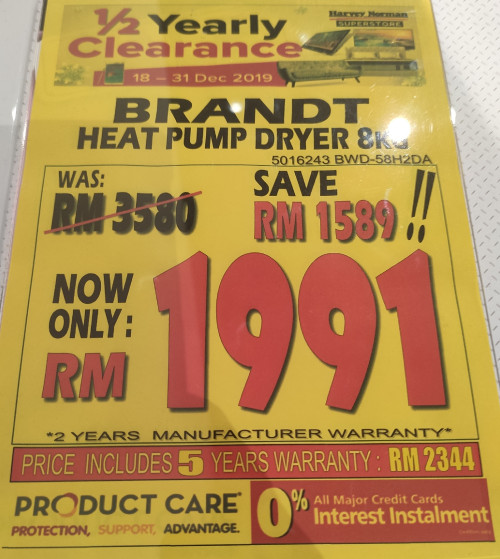 1/2 Yearly
Clearance
Harvey Norman
SUPERSTORE
18 – 31 Dec 2019
BRANDT
HEAT PUMP DRYER 8KG
5016243 BWD-58H2DA
WAS:
RM 3580
SAVE
RM 1589 !!
NOW
ONLY:
RM 1991
*2 YEARS MANUFACTURER WARRANTY*
PRICE INCLUDES 5 YEARS WARRANTY : RM 2344
PRODUCT CARE
PROTECTION, SUPPORT, ADVANTAGE.
0% All Major Credit Cards
Interest Instalment